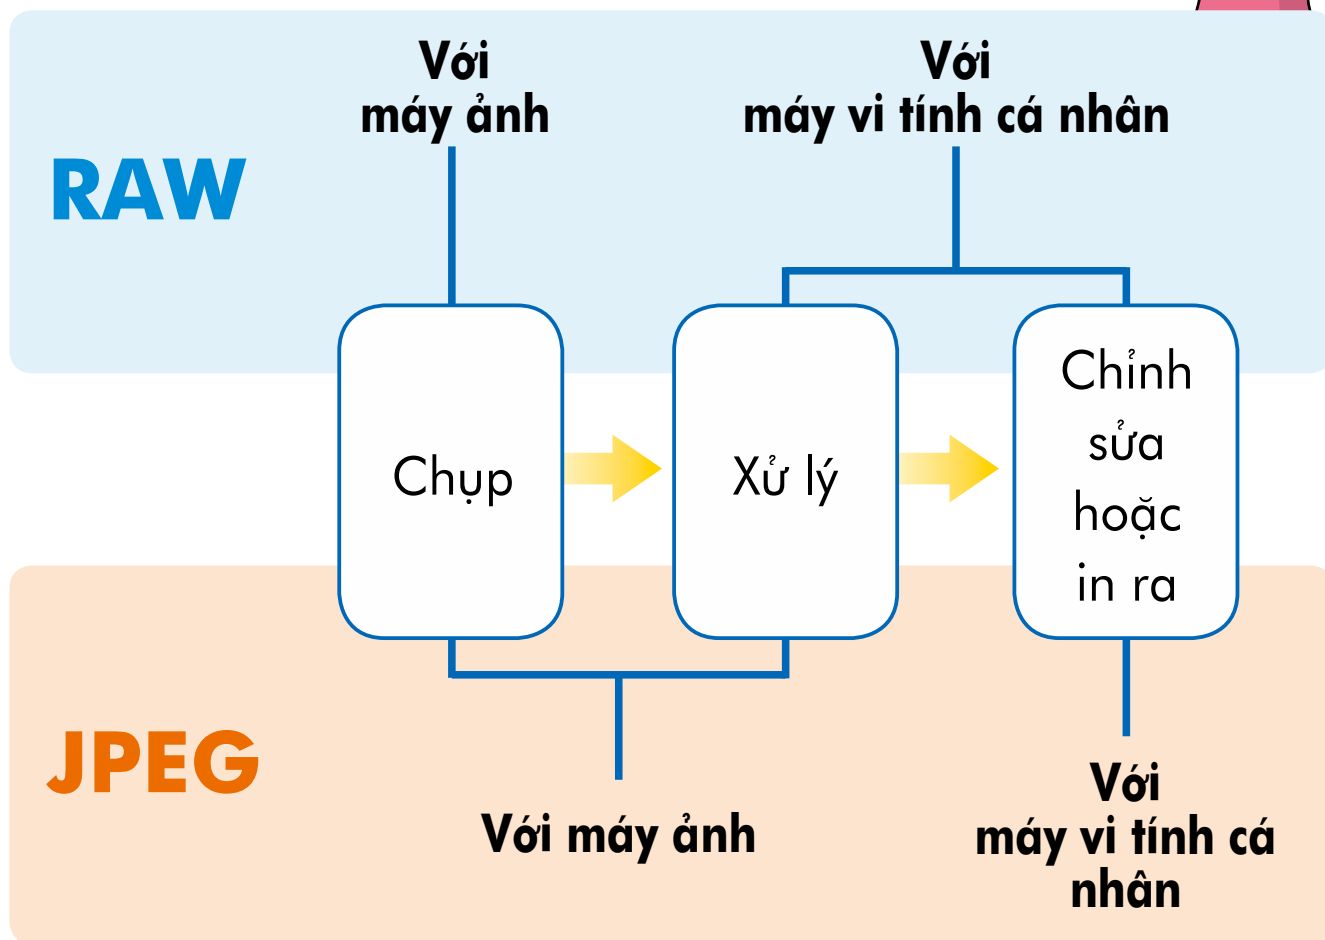 Với
máy ảnh
Với
máy vi tính cá nhân
RAW
Chụp
Xử lý
Chỉnh
sửa
hoặc
in ra
JPEG
Với máy ảnh
Với
máy vi tính cá
nhân